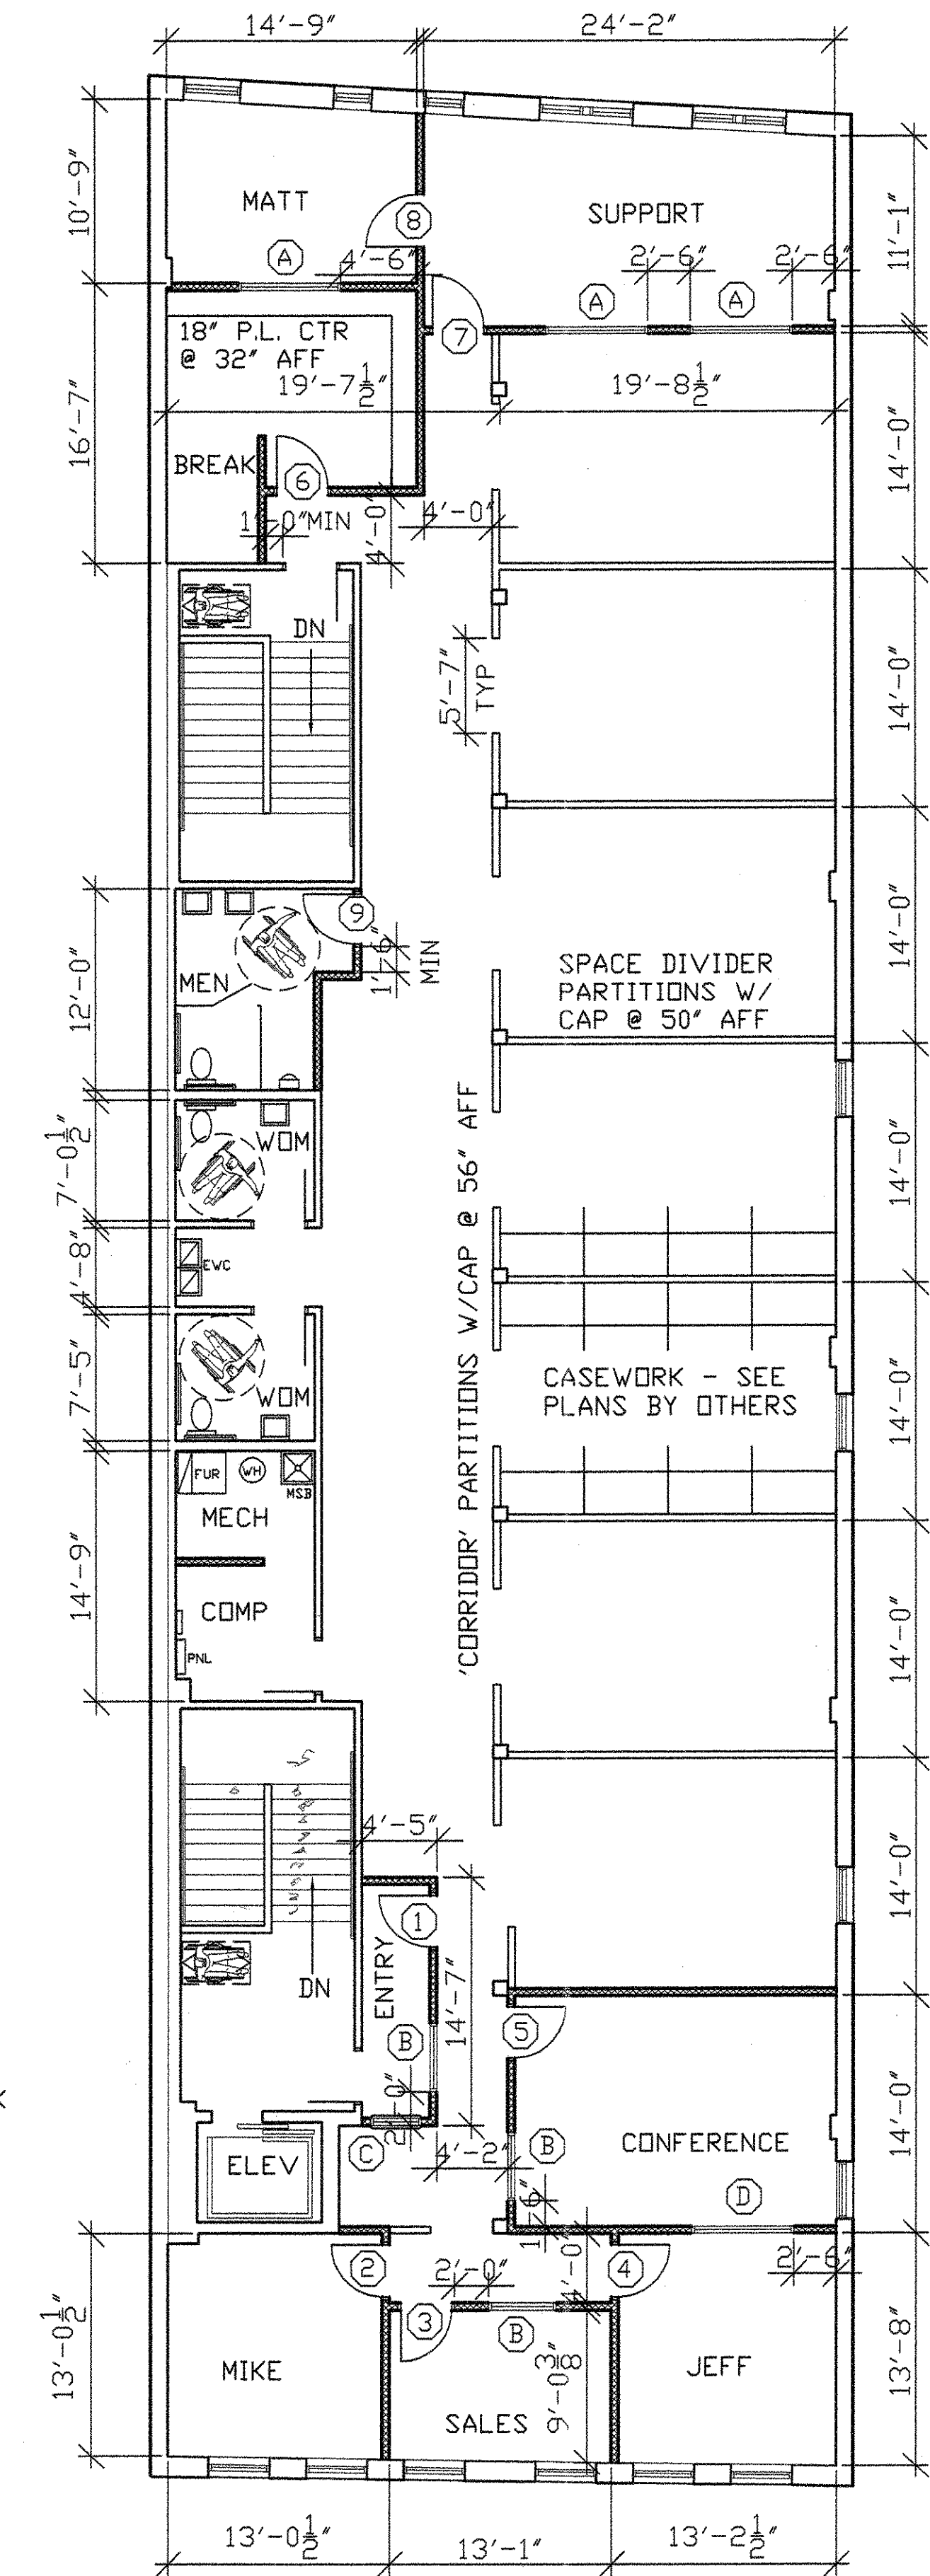 14'-9" 24'-2"
10'-9"
MATT
SUPPORT
11'-1"
8
A
4'-6"
2'-6" 2'-6"
A A
7
18" P.L. CTR
@ 32" AFF
19'-7 1/2" 19'-8 1/2"
16'-7"
14'-0"
BREAK
6
1'-0" MIN
4'-0"
4'-0"
DN
5'-7"
TYP
14'-0"
9
1'-6"
MIN
MEN
12'-0"
14'-0"
SPACE DIVIDER
PARTITIONS W/
CAP @ 50" AFF
'CORRIDOR' PARTITIONS W/CAP @ 56" AFF
WOM
7'-0 1/2"
14'-0"
EWC
4'-8"
7'-5"
WOM
CASEWORK - SEE
PLANS BY OTHERS
14'-0"
FUR WH
MSB
MECH
14'-9"
COMP
PNL
14'-0"
4'-5"
14'-0"
1
ENTRY
14'-7"
DN
B
5
2'-0"
C
4'-2"
B
CONFERENCE
14'-0"
ELEV
D
1'-6"
2
2'-0"
4'-0"
4
2'-6"
3
B
13'-0 1/2"
MIKE
SALES
9'-0 3/8"
JEFF
13'-8"
13'-0 1/2" 13'-1" 13'-2 1/2"